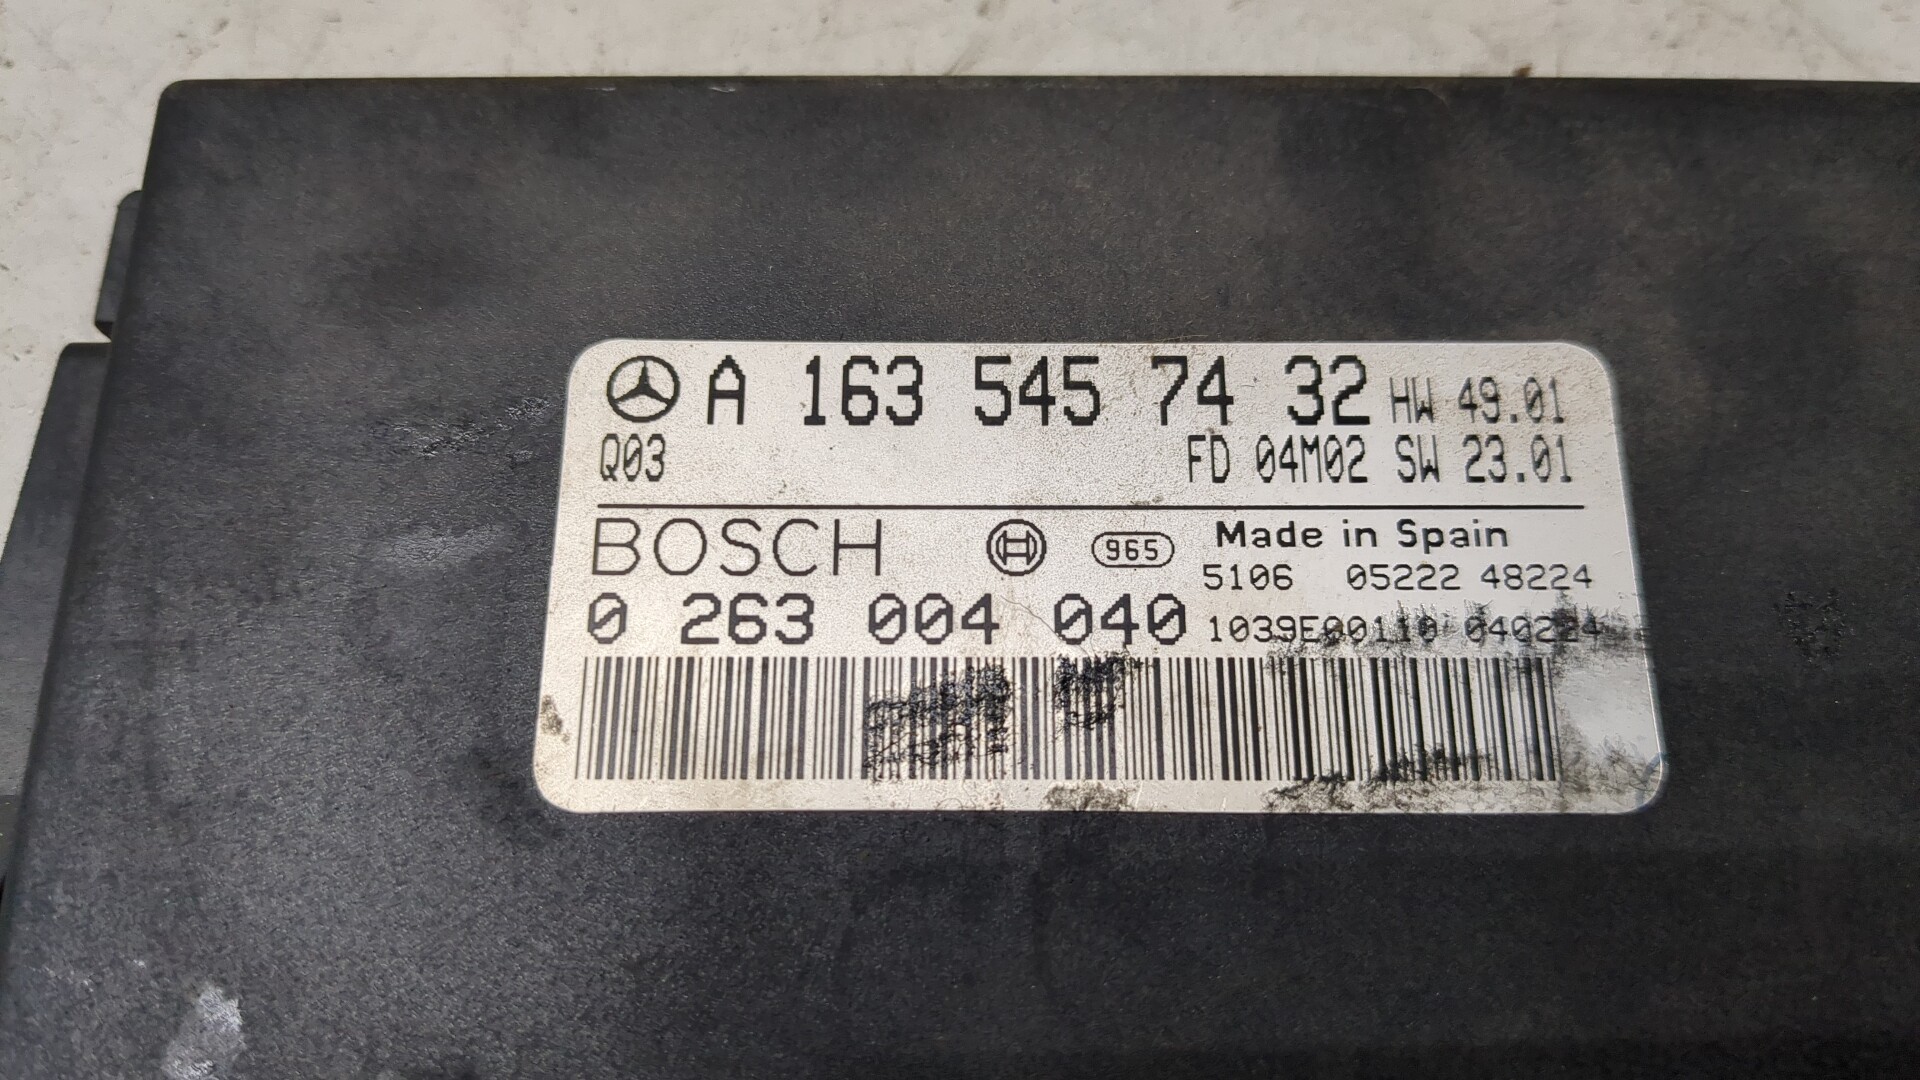 A 163 545 74 32 HW 49.01
Q03 FD 04M02 SW 23.01
BOSCH 965 Made in Spain
5106 05222 48224
0 263 004 040 1039E00110 040224